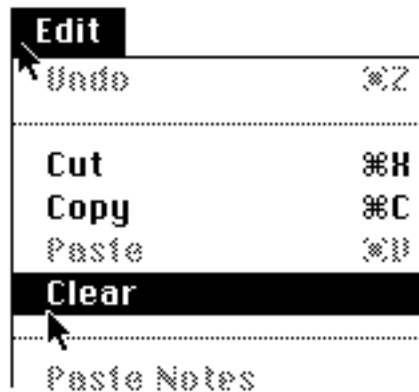 Edit
Undo ⌘Z
Cut ⌘X
Copy ⌘C
Paste ⌘V
Clear
Paste Notes